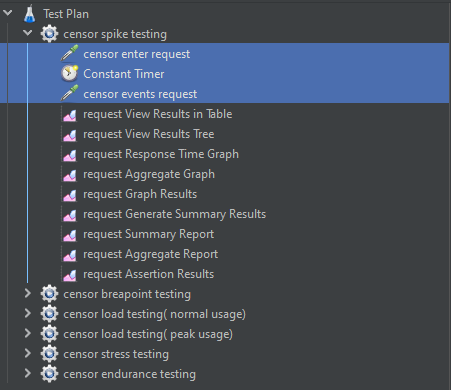 Test Plan
censor spike testing
censor enter request
Constant Timer
censor events request
request View Results in Table
request View Results Tree
request Response Time Graph
request Aggregate Graph
request Graph Results
request Generate Summary Results
request Summary Report
request Aggregate Report
request Assertion Results
censor breapoint testing
censor load testing( normal usage)
censor load testing( peak usage)
censor stress testing
censor endurance testing